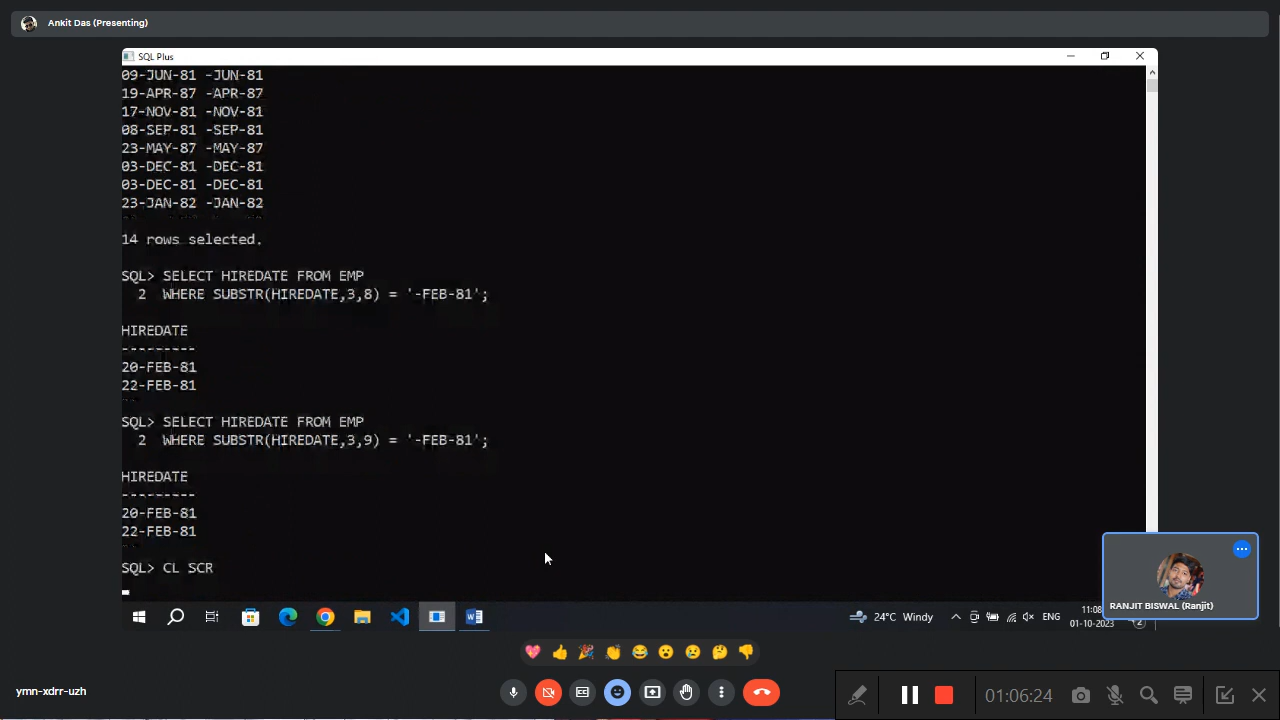 Ankit Das (Presenting)
SQL Plus
09-JUN-81 -JUN-81
19-APR-87 -APR-87
17-NOV-81 -NOV-81
08-SEP-81 -SEP-81
23-MAY-87 -MAY-87
03-DEC-81 -DEC-81
03-DEC-81 -DEC-81
23-JAN-82 -JAN-82
14 rows selected.
SQL> SELECT HIREDATE FROM EMP
2 WHERE SUBSTR(HIREDATE,3,8) = '-FEB-81';
HIREDATE
---------
20-FEB-81
22-FEB-81
SQL> SELECT HIREDATE FROM EMP
2 WHERE SUBSTR(HIREDATE,3,9) = '-FEB-81';
HIREDATE
---------
20-FEB-81
22-FEB-81
SQL> CL SCR
RANJIT BISWAL (Ranjit)
24°C Windy
ENG
11:08
01-10-2023
2
ymn-xdrr-uzh
01:06:24